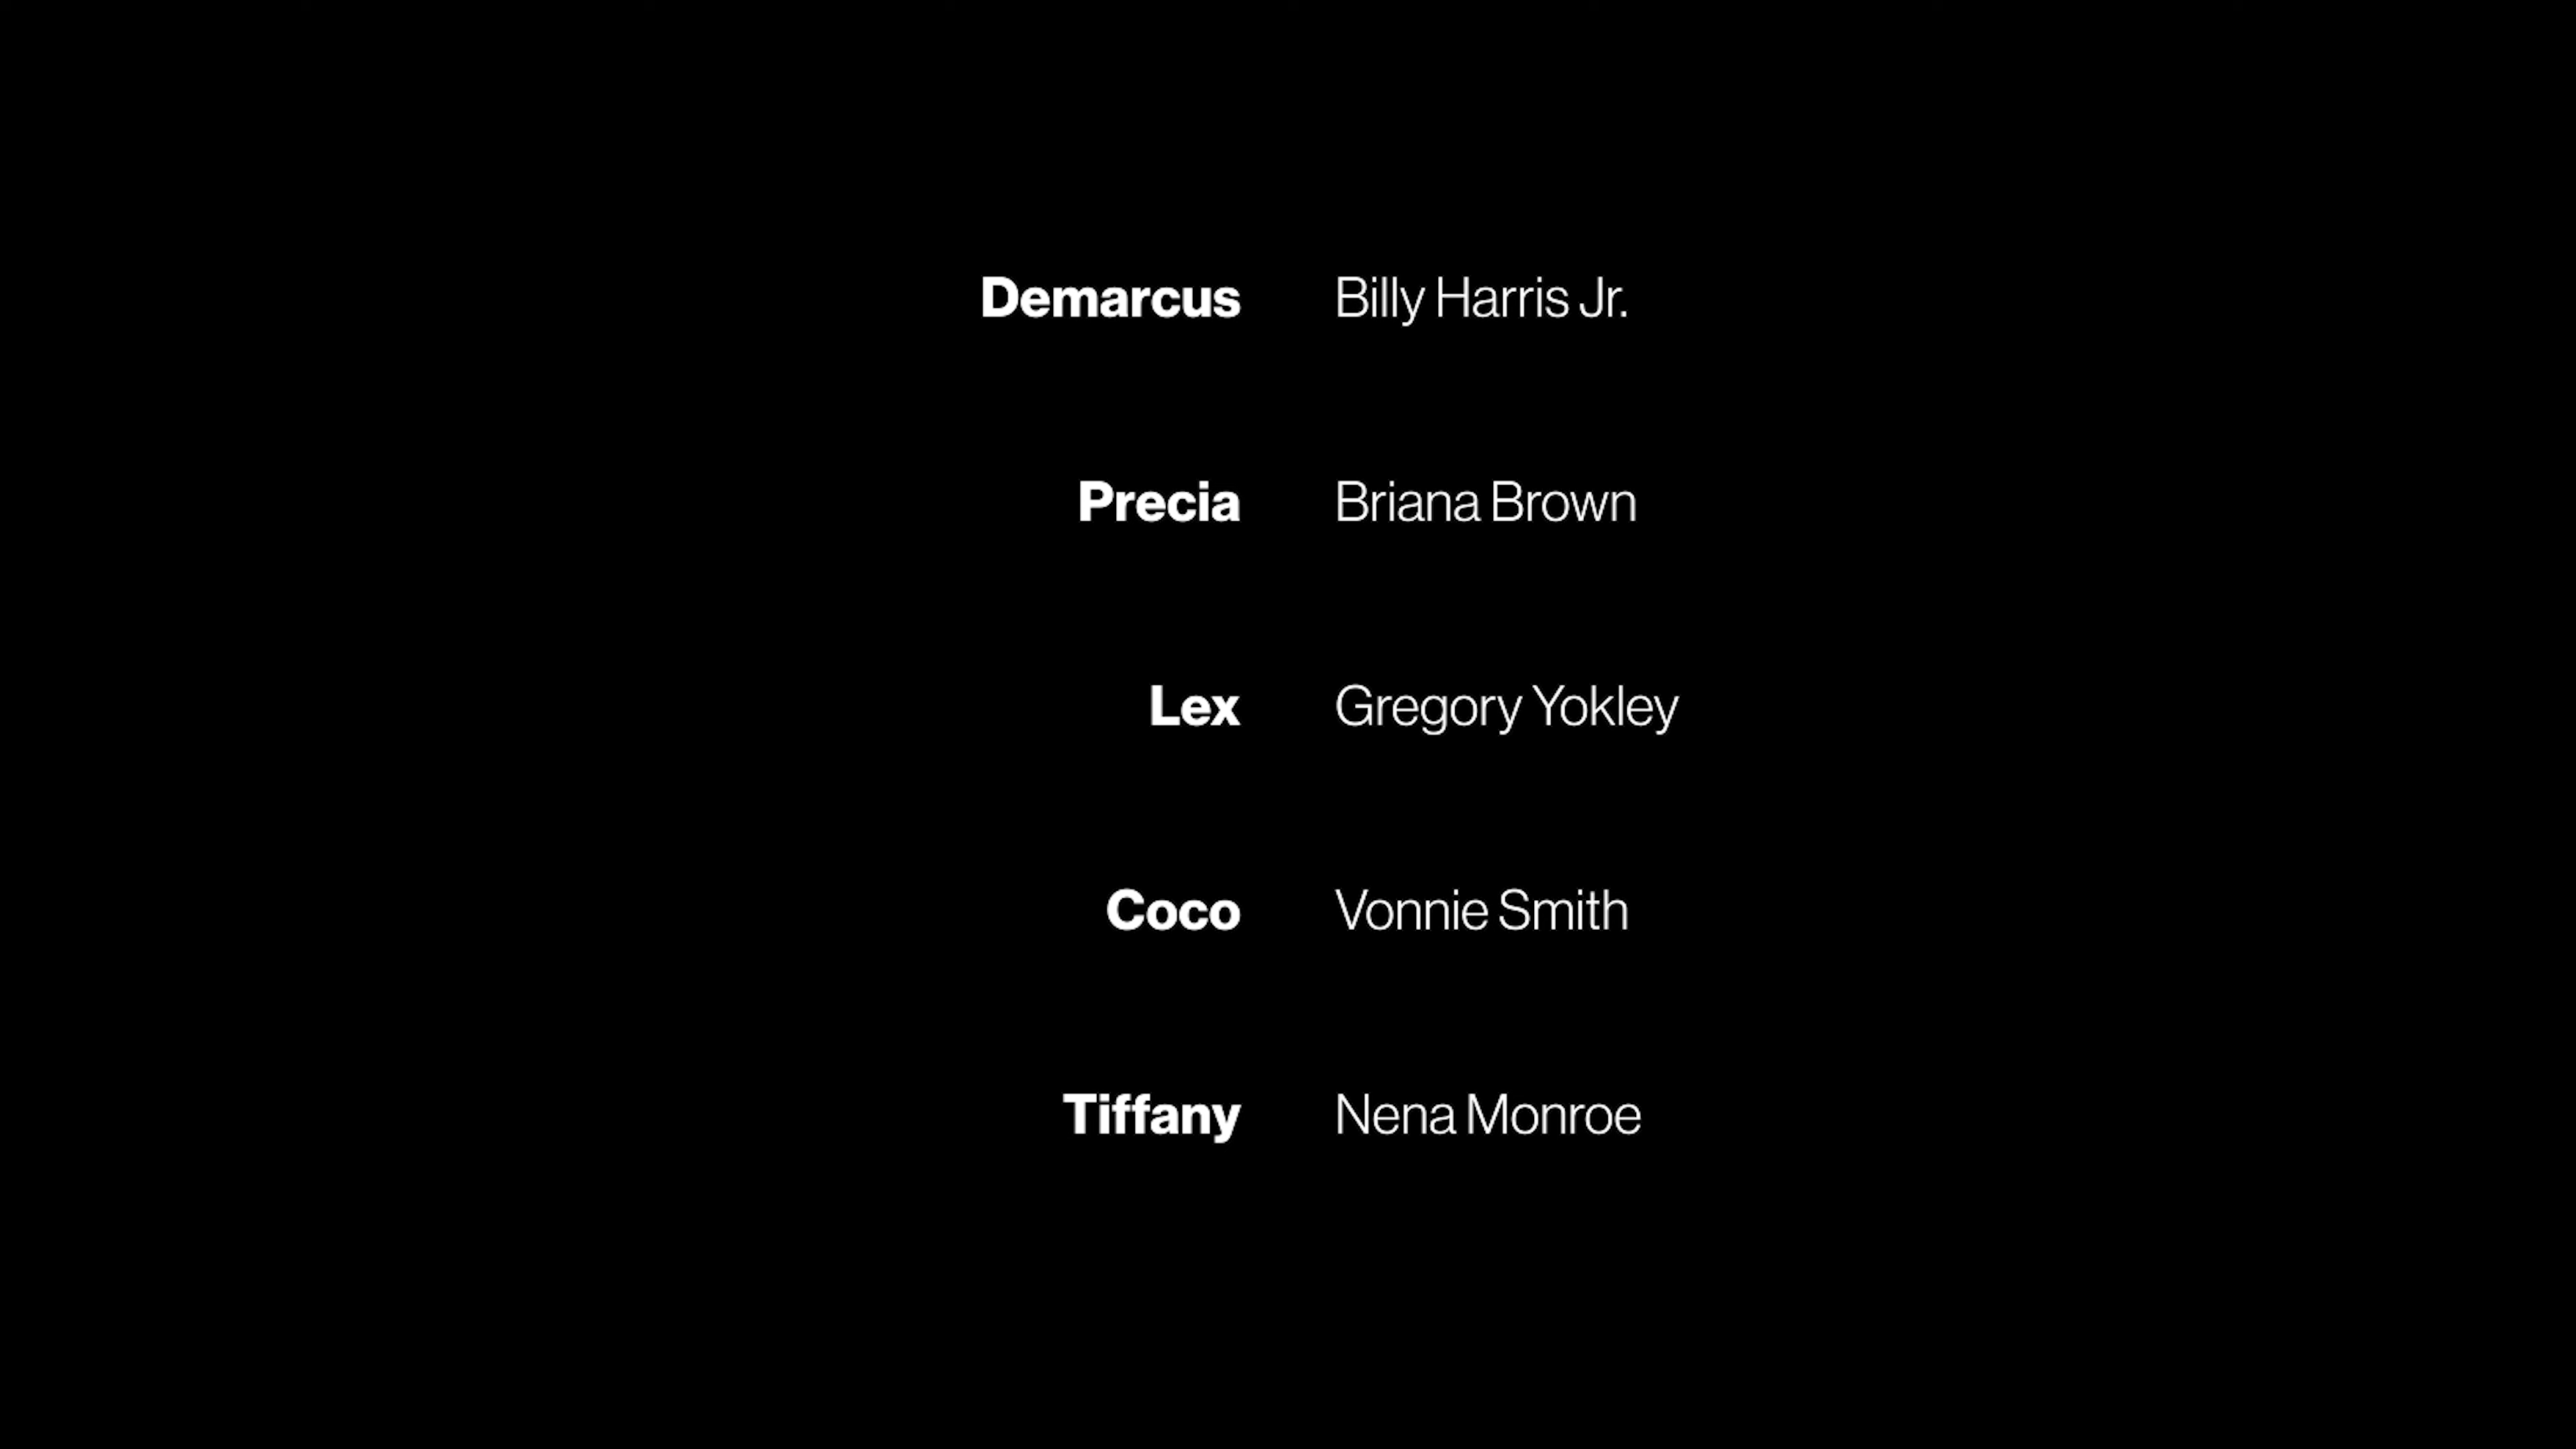 Demarcus Billy Harris Jr.
Precia Briana Brown
Lex Gregory Yokley
Coco Vonnie Smith
Tiffany Nena Monroe